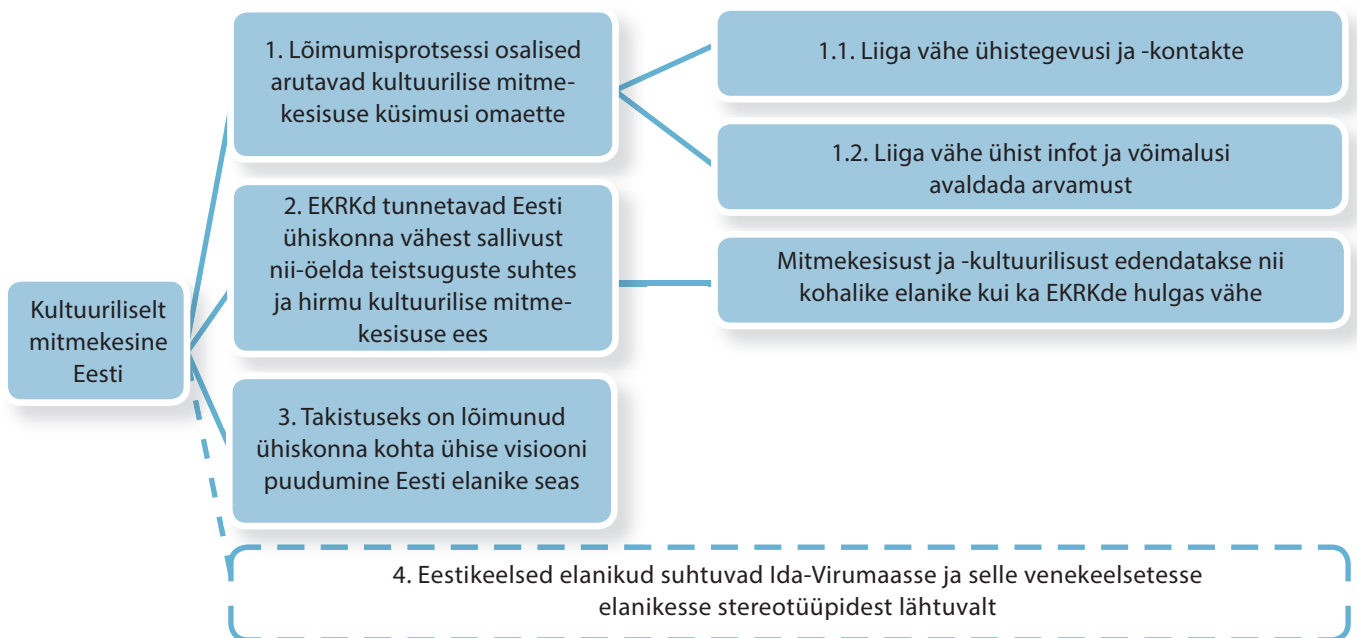 Kultuuriliselt
mitmekesine
Eesti
1. Lõimumisprotsessi osalised
arutavad kultuurilise mitme-
kesisuse küsimusi omaette
1.1. Liiga vähe ühistegevusi ja -kontakte
1.2. Liiga vähe ühist infot ja võimalusi
avaldada arvamust
2. EKRKd tunnetavad Eesti
ühiskonna vähest sallivust
nii-öelda teistsuguste suhtes
ja hirmu kultuurilise mitme-
kesisuse ees
Mitmekesisust ja -kultuurilisust edendatakse nii
kohalike elanike kui ka EKRKde hulgas vähe
3. Takistuseks on lõimunud
ühiskonna kohta ühise visiooni
puudumine Eesti elanike seas
4. Eestikeelsed elanikud suhtuvad Ida-Virumaasse ja selle venekeelsetesse
elanikesse stereotüüpidest lähtuvalt